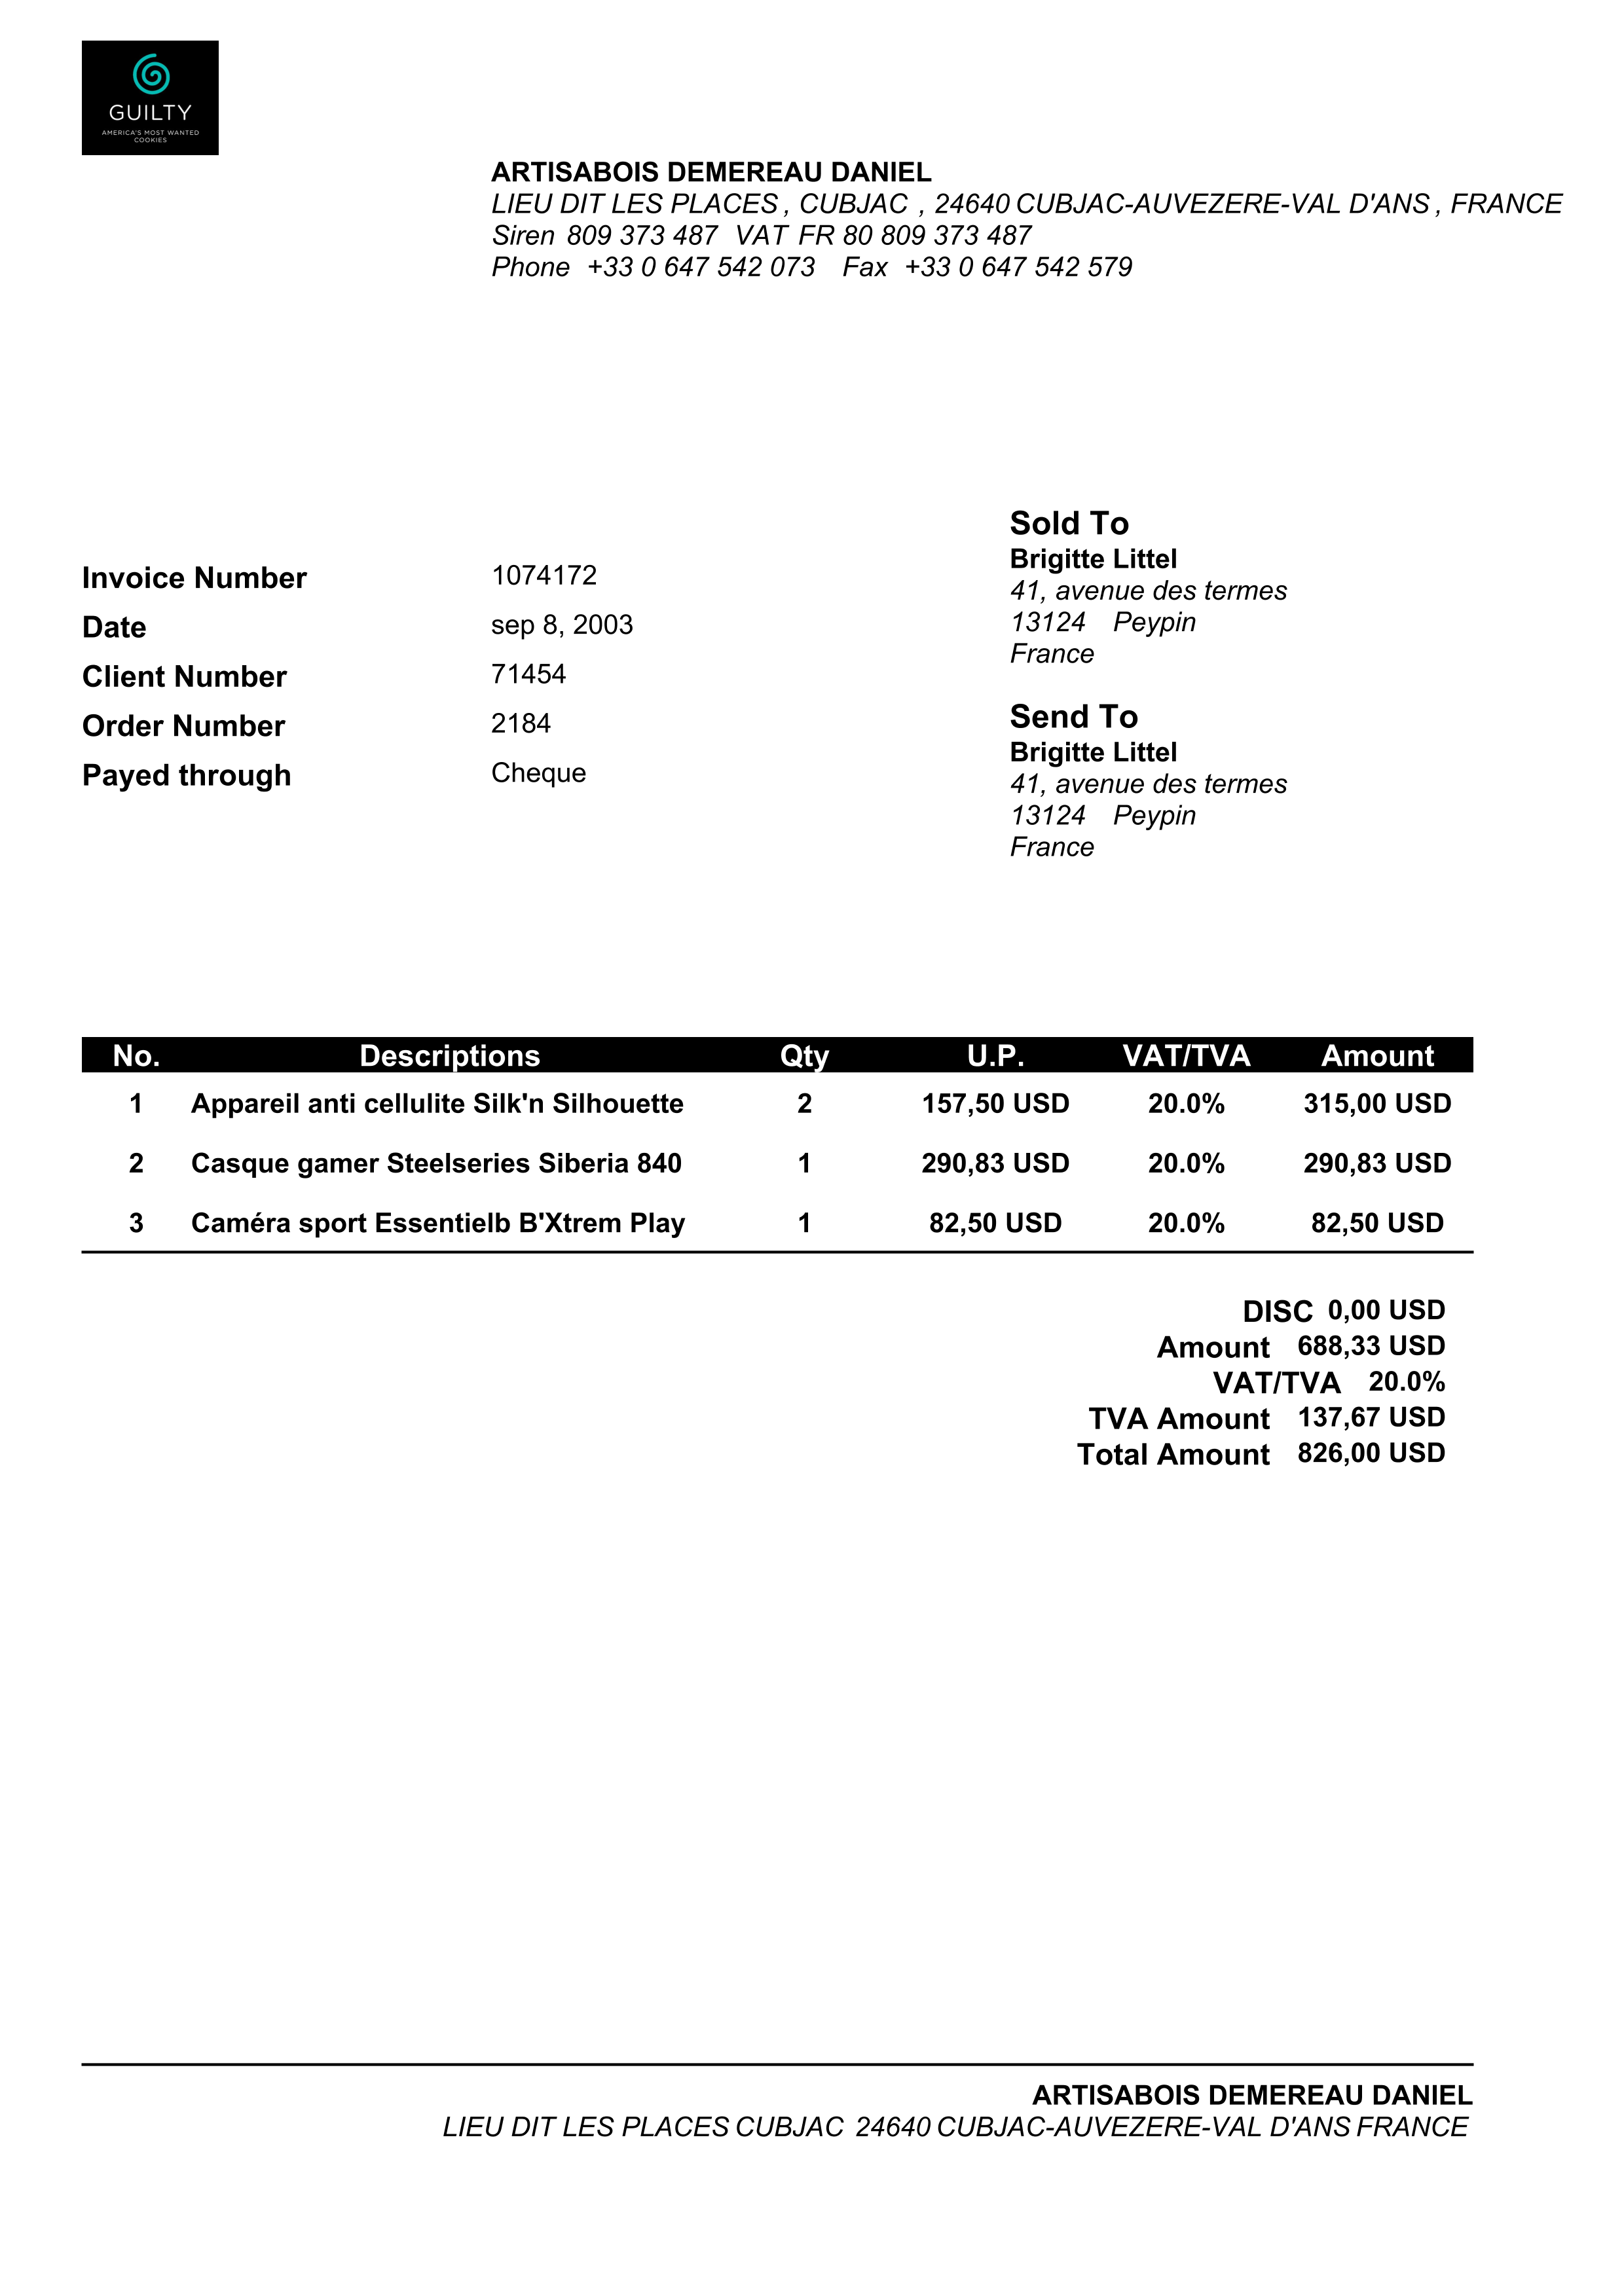 GUILTY
AMERICA'S MOST WANTED
COOKIES
ARTISABOIS DEMEREAU DANIEL
LIEU DIT LES PLACES , CUBJAC , 24640 CUBJAC-AUVEZERE-VAL D'ANS , FRANCE
Siren 809 373 487 VAT FR 80 809 373 487
Phone +33 0 647 542 073 Fax +33 0 647 542 579
Invoice Number 1074172
Date sep 8, 2003
Client Number 71454
Order Number 2184
Payed through Cheque
Sold To
Brigitte Littel
41, avenue des termes
13124 Peypin
France
Send To
Brigitte Littel
41, avenue des termes
13124 Peypin
France
No. Descriptions Qty U.P. VAT/TVA Amount
1 Appareil anti cellulite Silk'n Silhouette 2 157,50 USD 20.0% 315,00 USD
2 Casque gamer Steelseries Siberia 840 1 290,83 USD 20.0% 290,83 USD
3 Caméra sport Essentielb B'Xtrem Play 1 82,50 USD 20.0% 82,50 USD
DISC 0,00 USD
Amount 688,33 USD
VAT/TVA 20.0%
TVA Amount 137,67 USD
Total Amount 826,00 USD
ARTISABOIS DEMEREAU DANIEL
LIEU DIT LES PLACES CUBJAC 24640 CUBJAC-AUVEZERE-VAL D'ANS FRANCE